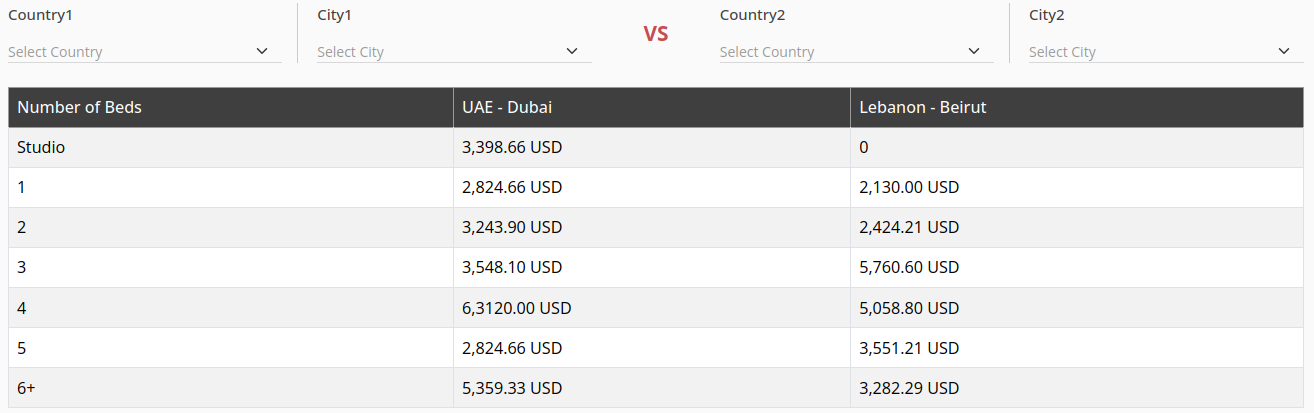 Country1 City1 Country2 City2
VS
Select Country Select City Select Country Select City
Number of Beds UAE - Dubai Lebanon - Beirut
Studio 3,398.66 USD 0
1 2,824.66 USD 2,130.00 USD
2 3,243.90 USD 2,424.21 USD
3 3,548.10 USD 5,760.60 USD
4 6,3120.00 USD 5,058.80 USD
5 2,824.66 USD 3,551.21 USD
6+ 5,359.33 USD 3,282.29 USD